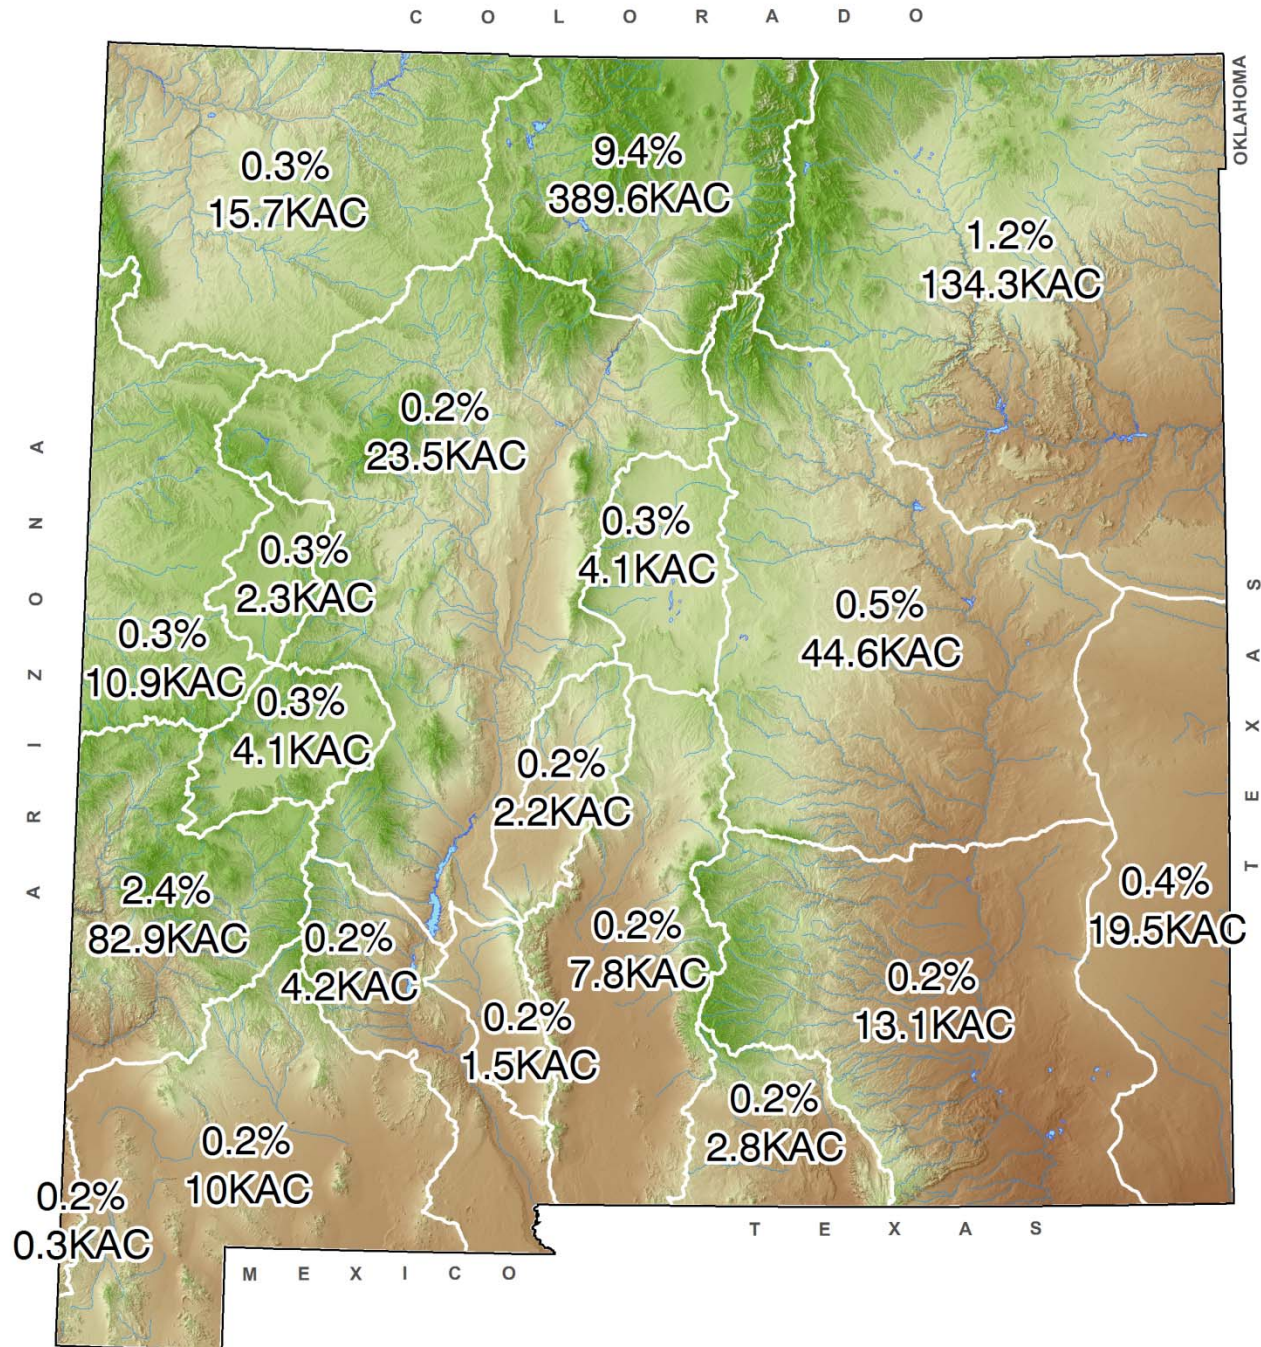 COLORADO
OKLAHOMA
0.3%
15.7KAC
9.4%
389.6KAC
1.2%
134.3KAC
0.2%
23.5KAC
0.3%
4.1KAC
0.3%
2.3KAC
0.5%
44.6KAC
0.3%
10.9KAC
0.3%
4.1KAC
0.2%
2.2KAC
ARIZONA
TEXAS
2.4%
82.9KAC
0.2%
4.2KAC
0.2%
7.8KAC
0.4%
19.5KAC
0.2%
13.1KAC
0.2%
1.5KAC
0.2%
2.8KAC
0.2%
10KAC
0.2%
0.3KAC
TEXAS
MEXICO